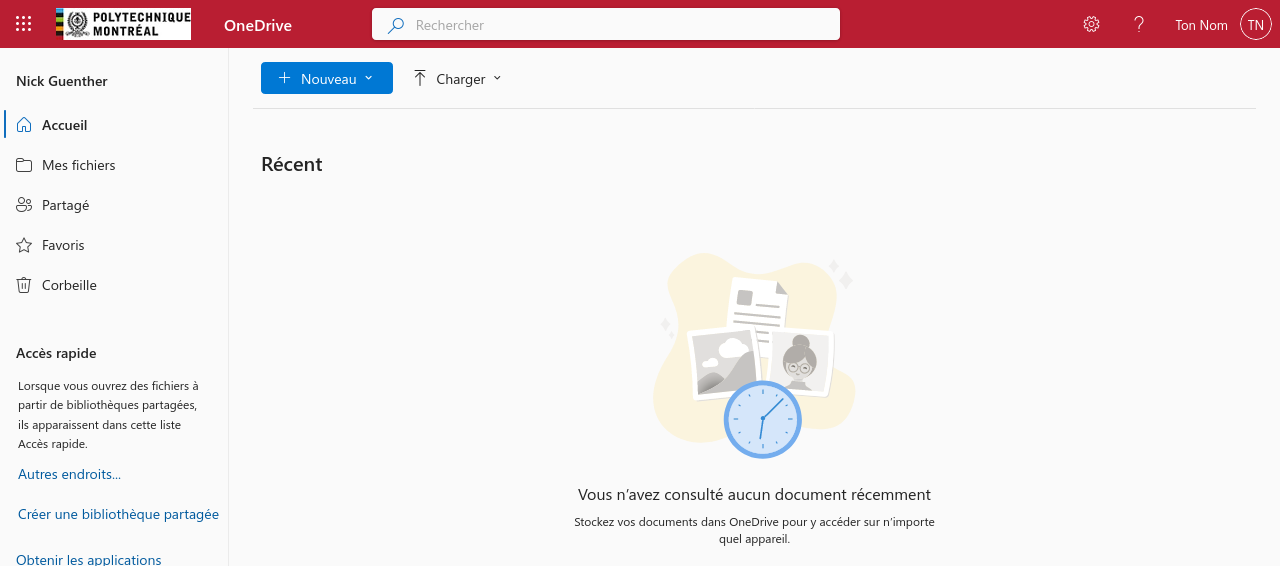 POLYTECHNIQUE
MONTRÉAL
OneDrive
Rechercher
Ton Nom
TN
Nick Guenther
Accueil
Mes fichiers
Partagé
Favoris
Corbeille
Accès rapide
Lorsque vous ouvrez des fichiers à
partir de bibliothèques partagées,
ils apparaissent dans cette liste
Accès rapide.
Autres endroits...
Créer une bibliothèque partagée
Obtenir les applications
Nouveau
Charger
Récent
Vous n’avez consulté aucun document récemment
Stockez vos documents dans OneDrive pour y accéder sur n’importe
quel appareil.